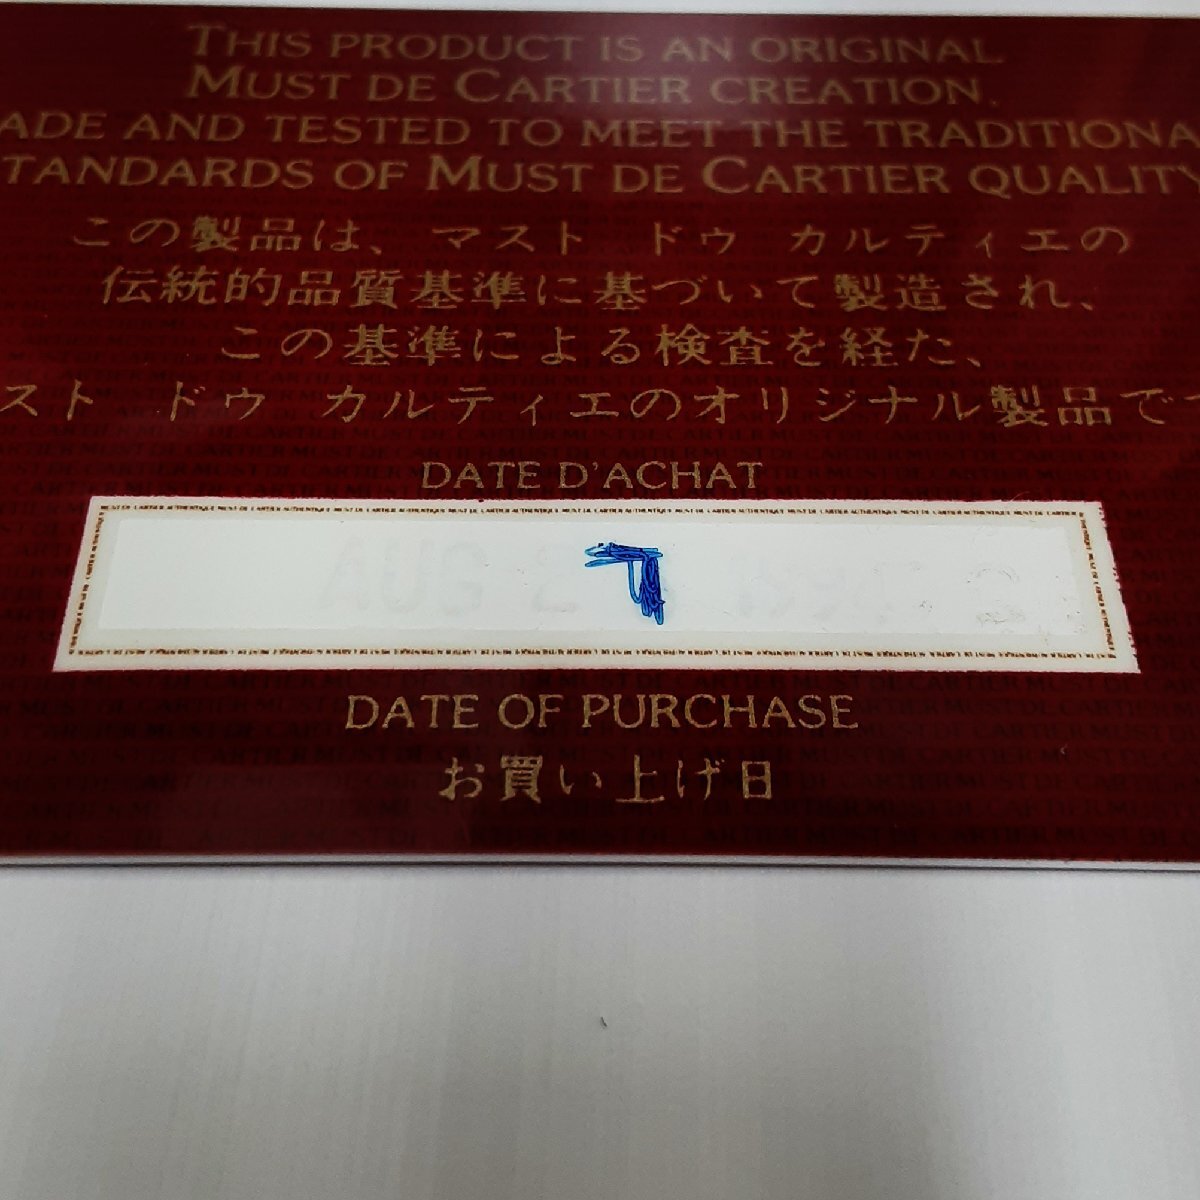 THIS PRODUCT IS AN ORIGINAL
MUST DE CARTIER CREATION.
ADE AND TESTED TO MEET THE TRADITIONA
TANDARDS OF MUST DE CARTIER QUALITY
この製品は、マスト ドゥ カルティエの
伝統的品質基準に基づいて製造され、
この基準による検査を経た、
スト ドゥ カルティエのオリジナル製品で
DATE D'ACHAT
AUG
DATE OF PURCHASE
お買い上げ日